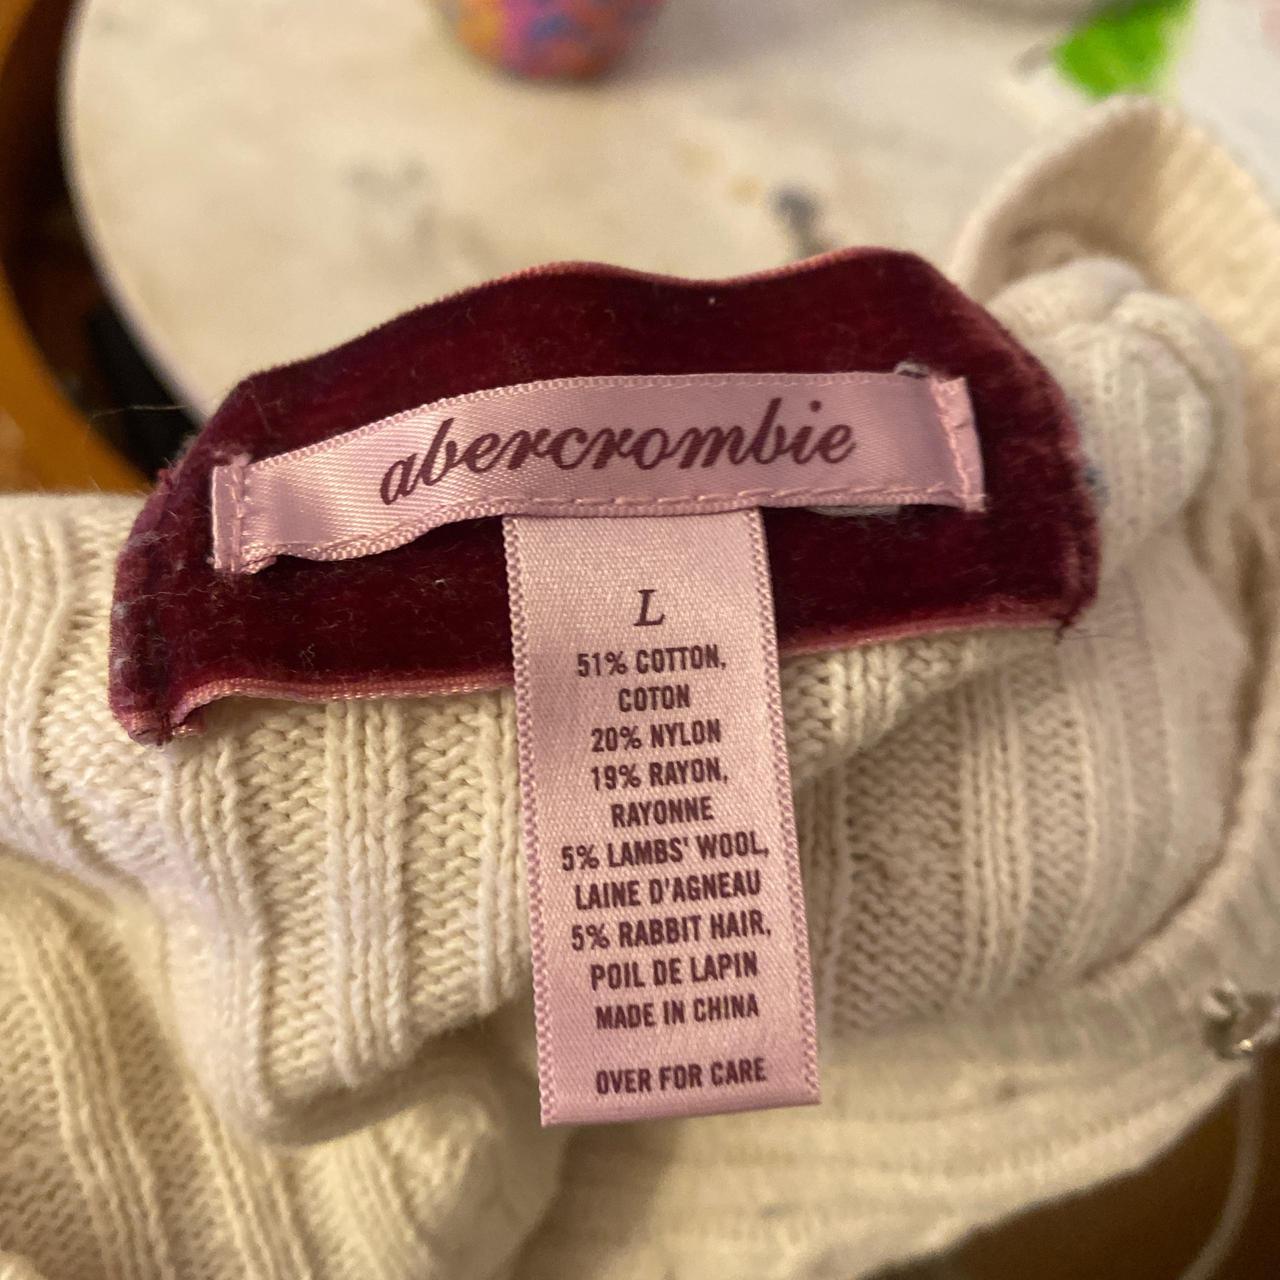 abercrombie
L
51% COTTON,
COTON
20% NYLON
19% RAYON,
RAYONNE
5% LAMBS' WOOL,
LAINE D'AGNEAU
5% RABBIT HAIR,
POIL DE LAPIN
MADE IN CHINA
OVER FOR CARE